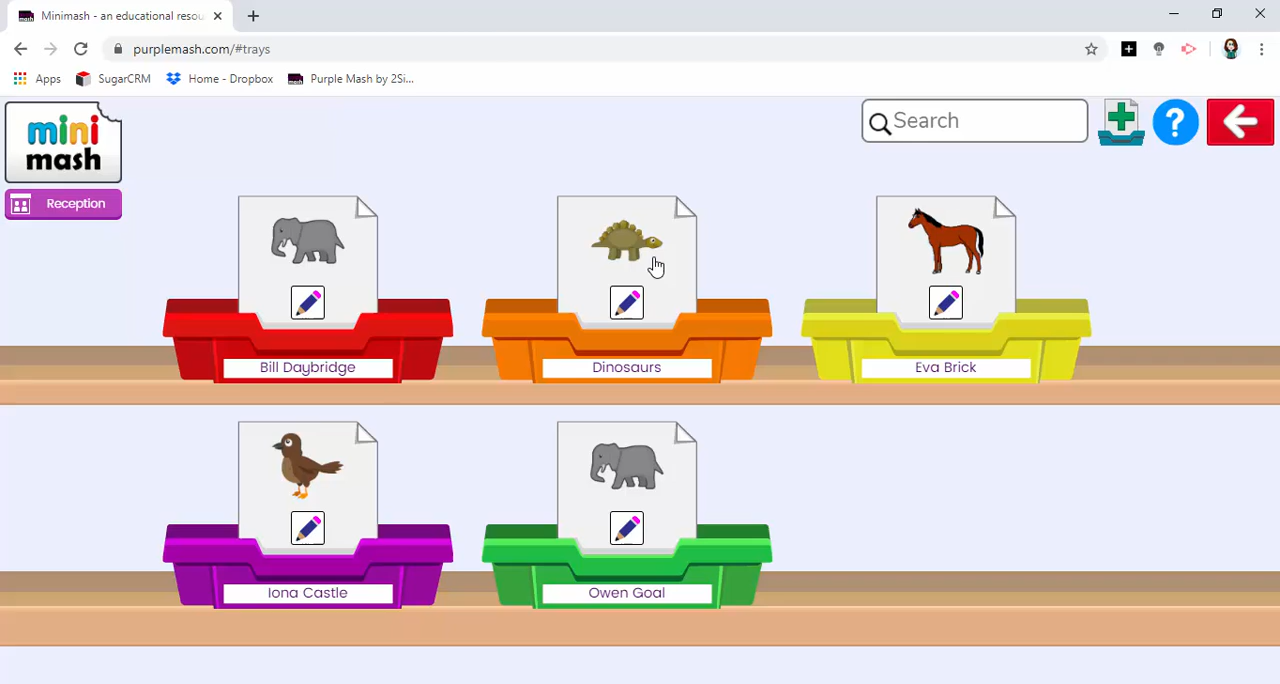 Minimash - an educational resou
purplemash.com/#trays
Apps SugarCRM Home - Dropbox Purple Mash by 2Si...
mini
mash
Search
?
Reception
Bill Daybridge
Dinosaurs
Eva Brick
Iona Castle
Owen Goal